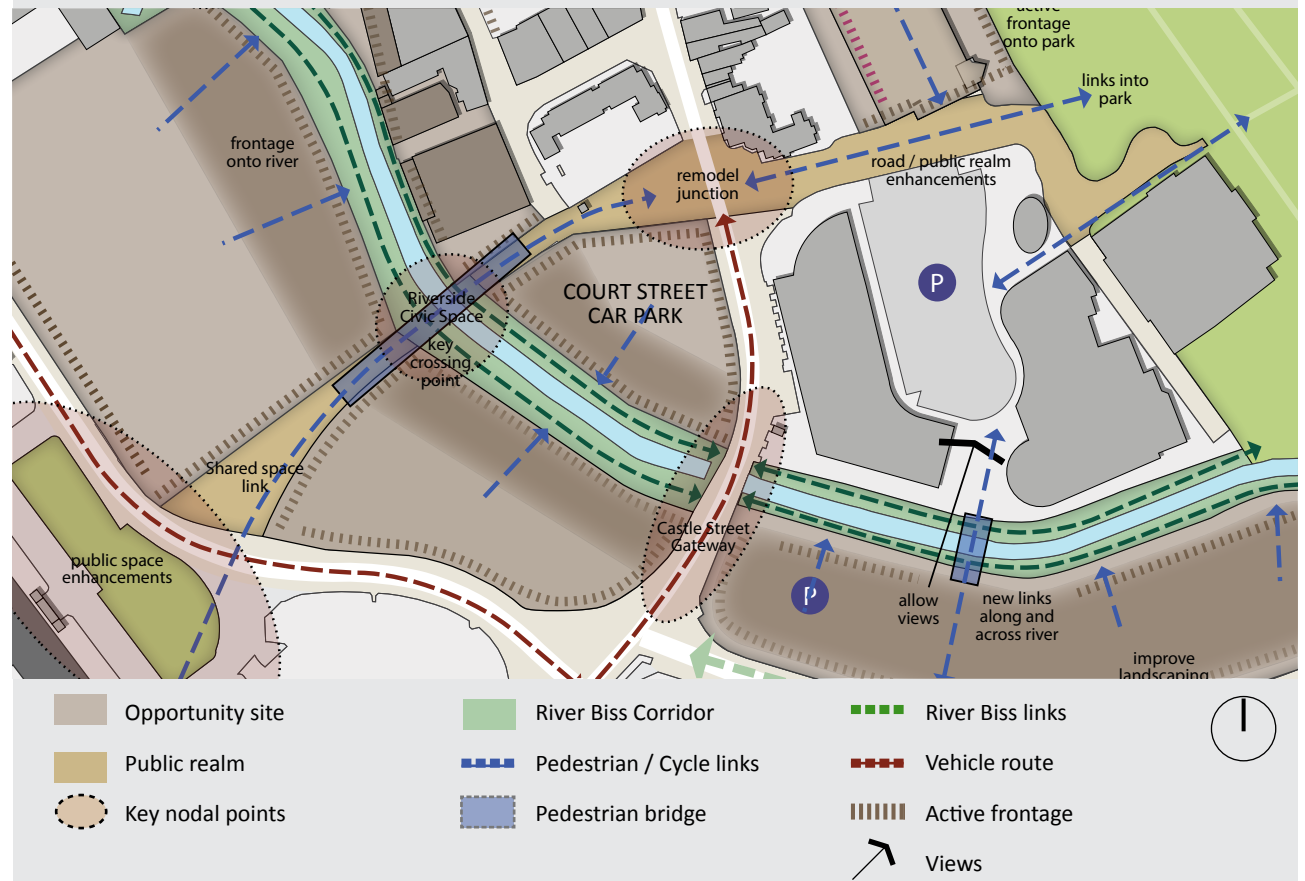 active
frontage
onto park
links into
park
frontage
onto river
remodel
junction
road / public realm
enhancements
P
COURT STREET
CAR PARK
Riverside
Civic Space
key
crossing
point
Shared space
link
Castle Street
Gateway
public space
enhancements
P
allow
views
new links
along and
across river
improve
landscaping
Opportunity site
Public realm
Key nodal points
River Biss Corridor
Pedestrian / Cycle links
Pedestrian bridge
River Biss links
Vehicle route
Active frontage
Views